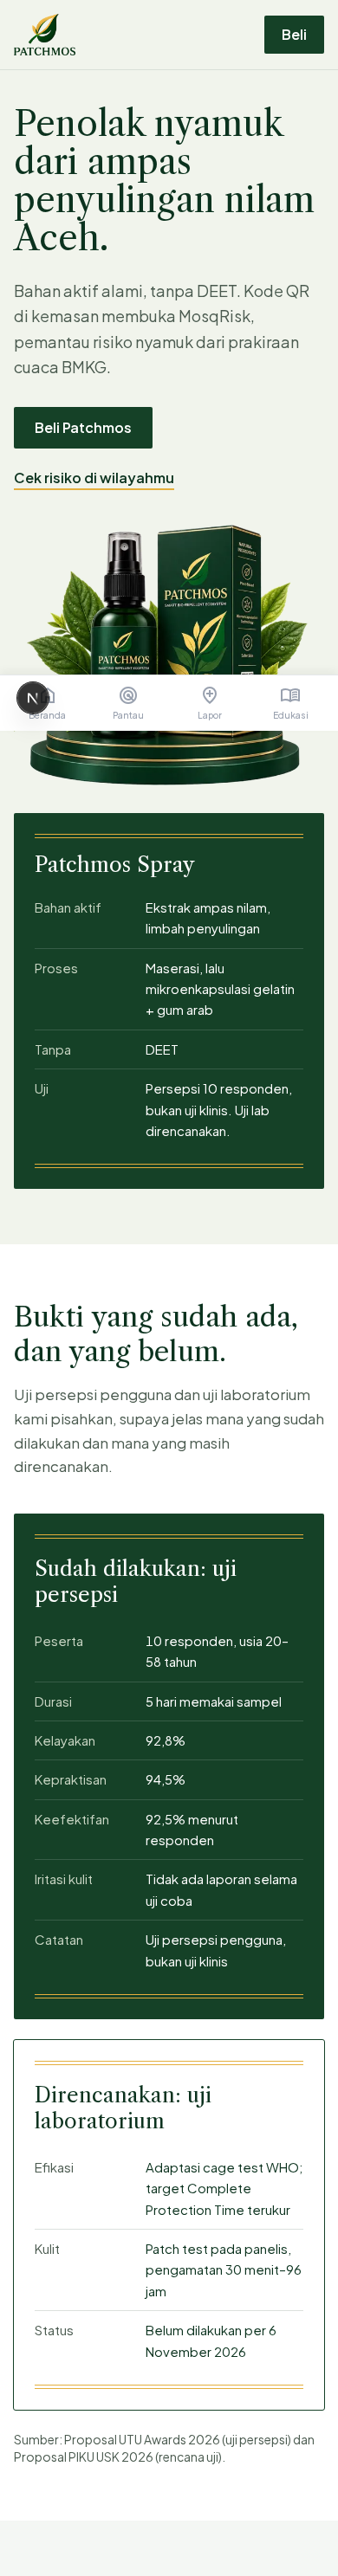 PATCHMOS
Beli
Penolak nyamuk
dari ampas
penyulingan nilam
Aceh.
Bahan aktif alami, tanpa DEET. Kode QR
di kemasan membuka MosqRisk,
pemantau risiko nyamuk dari prakiraan
cuaca BMKG.
Beli Patchmos
Cek risiko di wilayahmu
PATCHMOS
PATCHMOS
N
Beranda
Pantau
Lapor
Edukasi
Patchmos Spray
Bahan aktif
Ekstrak ampas nilam,
limbah penyulingan
Proses
Maserasi, lalu
mikroenkapsulasi gelatin
+ gum arab
Tanpa
DEET
Uji
Persepsi 10 responden,
bukan uji klinis. Uji lab
direncanakan.
Bukti yang sudah ada,
dan yang belum.
Uji persepsi pengguna dan uji laboratorium
kami pisahkan, supaya jelas mana yang sudah
dilakukan dan mana yang masih
direncanakan.
Sudah dilakukan: uji
persepsi
Peserta
10 responden, usia 20–
58 tahun
Durasi
5 hari memakai sampel
Kelayakan
92,8%
Kepraktisan
94,5%
Keefektifan
92,5% menurut
responden
Iritasi kulit
Tidak ada laporan selama
uji coba
Catatan
Uji persepsi pengguna,
bukan uji klinis
Direncanakan: uji
laboratorium
Efikasi
Adaptasi cage test WHO;
target Complete
Protection Time terukur
Kulit
Patch test pada panelis,
pengamatan 30 menit–96
jam
Status
Belum dilakukan per 6
November 2026
Sumber: Proposal UTU Awards 2026 (uji persepsi) dan
Proposal PIKU USK 2026 (rencana uji).